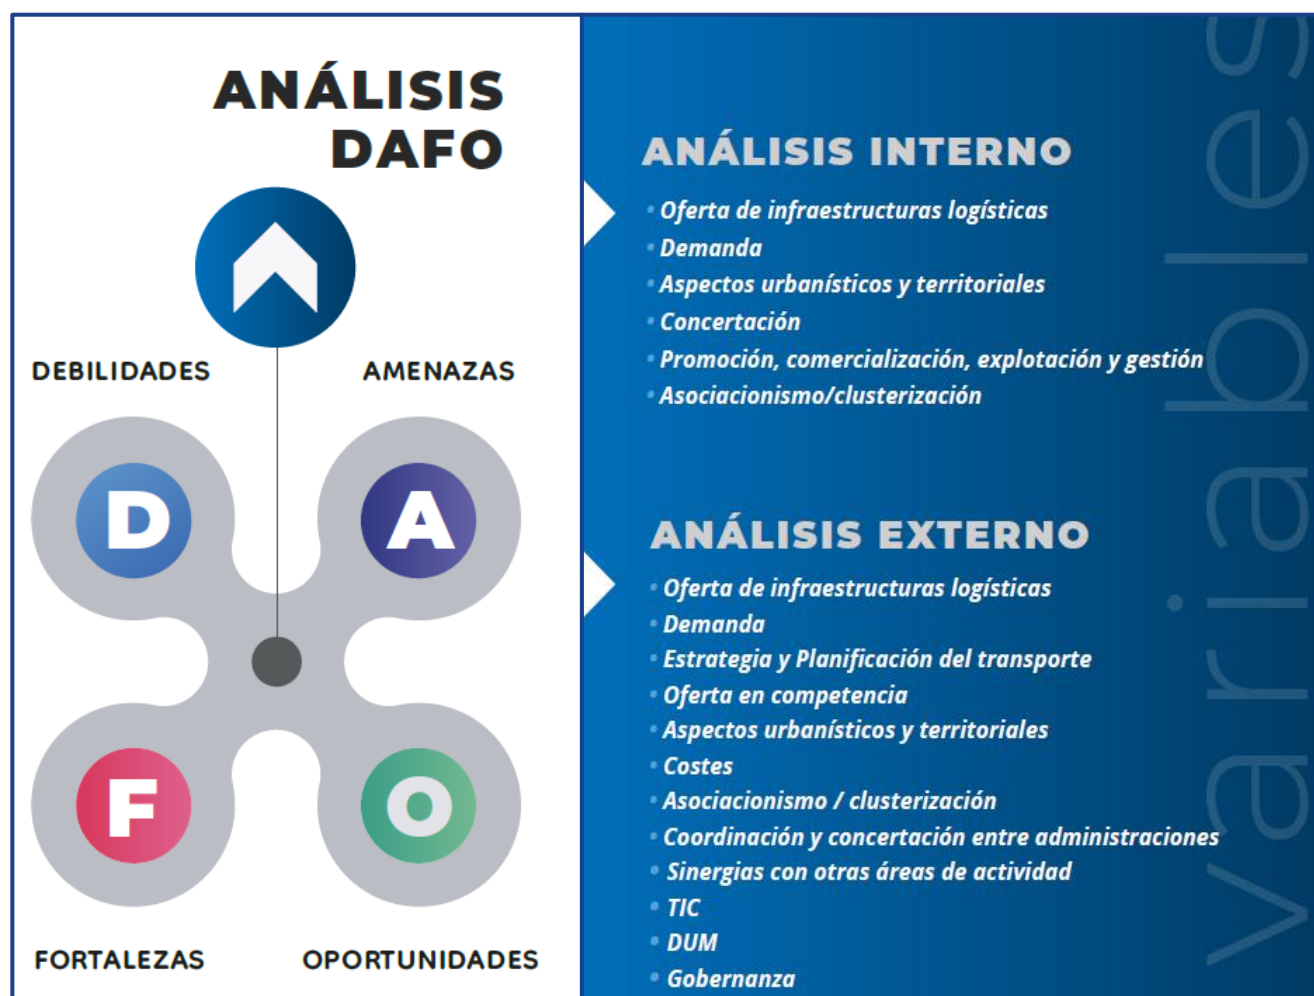 ANÁLISIS
DAFO
DEBILIDADES
AMENAZAS
D
A
F
O
FORTALEZAS
OPORTUNIDADES
ANÁLISIS INTERNO
• Oferta de infraestructuras logísticas
• Demanda
• Aspectos urbanísticos y territoriales
• Concertación
• Promoción, comercialización, explotación y gestión
• Asociacionismo/clusterización
ANÁLISIS EXTERNO
• Oferta de infraestructuras logísticas
• Demanda
• Estrategia y Planificación del transporte
• Oferta en competencia
• Aspectos urbanísticos y territoriales
• Costes
• Asociacionismo / clusterización
• Coordinación y concertación entre administraciones
• Sinergias con otras áreas de actividad
• TIC
• DUM
• Gobernanza
variables